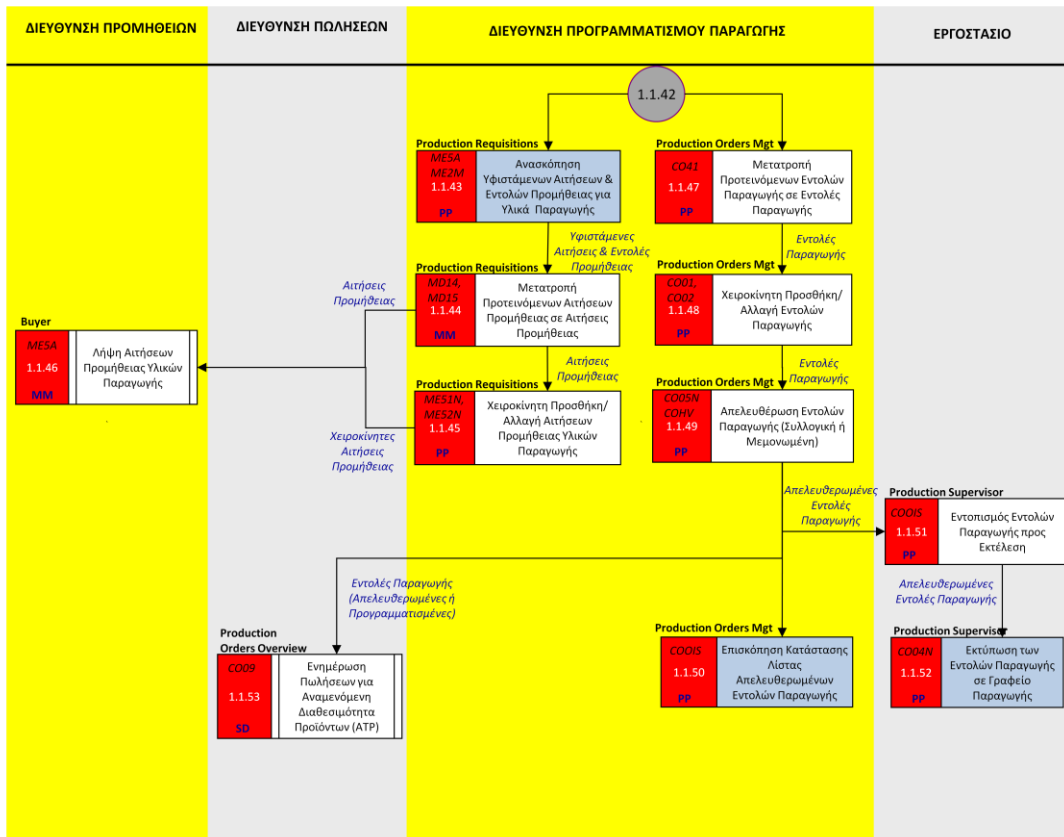 ΔΙΕΥΘΥΝΣΗ ΠΡΟΜΗΘΕΙΩΝ
ΔΙΕΥΘΥΝΣΗ ΠΩΛΗΣΕΩΝ
ΔΙΕΥΘΥΝΣΗ ΠΡΟΓΡΑΜΜΑΤΙΣΜΟΥ ΠΑΡΑΓΩΓΗΣ
ΕΡΓΟΣΤΑΣΙΟ
1.1.42
Production Requisitions
ME5A
ME2M
1.1.43
PP
Ανασκόπηση
Υφιστάμενων Αιτήσεων &
Εντολών Προμήθειας για
Υλικά Παραγωγής
Production Orders Mgt
CO41
1.1.47
PP
Μετατροπή
Προτεινόμενων Εντολών
Παραγωγής σε Εντολές
Παραγωγής
Υφιστάμενες
Αιτήσεις & Εντολές
Προμήθειας
Εντολές
Παραγωγής
Production Requisitions
MD14,
MD15
1.1.44
MM
Μετατροπή
Προτεινόμενων Αιτήσεων
Προμήθειας σε Αιτήσεις
Προμήθειας
Production Orders Mgt
CO01,
CO02
1.1.48
PP
Χειροκίνητη Προσθήκη/
Αλλαγή Εντολών
Παραγωγής
Αιτήσεις
Προμήθειας
Buyer
ME5A
1.1.46
MM
Λήψη Αιτήσεων
Προμήθειας Υλικών
Παραγωγής
Αιτήσεις
Προμήθειας
Εντολές
Παραγωγής
Production Requisitions
ME51N,
ME52N
1.1.45
PP
Χειροκίνητη Προσθήκη/
Αλλαγή Αιτήσεων
Προμήθειας Υλικών
Παραγωγής
Production Orders Mgt
CO05N
COHV
1.1.49
PP
Απελευθέρωση Εντολών
Παραγωγής (Συλλογική ή
Μεμονωμένη)
Χειροκίνητες
Αιτήσεις
Προμήθειας
Απελευθερωμένες
Εντολές
Παραγωγής
Production Supervisor
COOIS
1.1.51
PP
Εντοπισμός Εντολών
Παραγωγής προς
Εκτέλεση
Εντολές Παραγωγής
(Απελευθερωμένες ή
Προγραμματισμένες)
Απελευθερωμένες
Εντολές Παραγωγής
Production
Orders Overview
CO09
1.1.53
SD
Ενημέρωση
Πωλήσεων για
Αναμενόμενη
Διαθεσιμότητα
Προϊόντων (ATP)
Production Orders Mgt
COOIS
1.1.50
PP
Επισκόπηση Κατάστασης
Λίστας
Απελευθερωμένων
Εντολών Παραγωγής
Production Supervisor
CO04N
1.1.52
PP
Εκτύπωση των
Εντολών Παραγωγής
σε Γραφείο
Παραγωγής